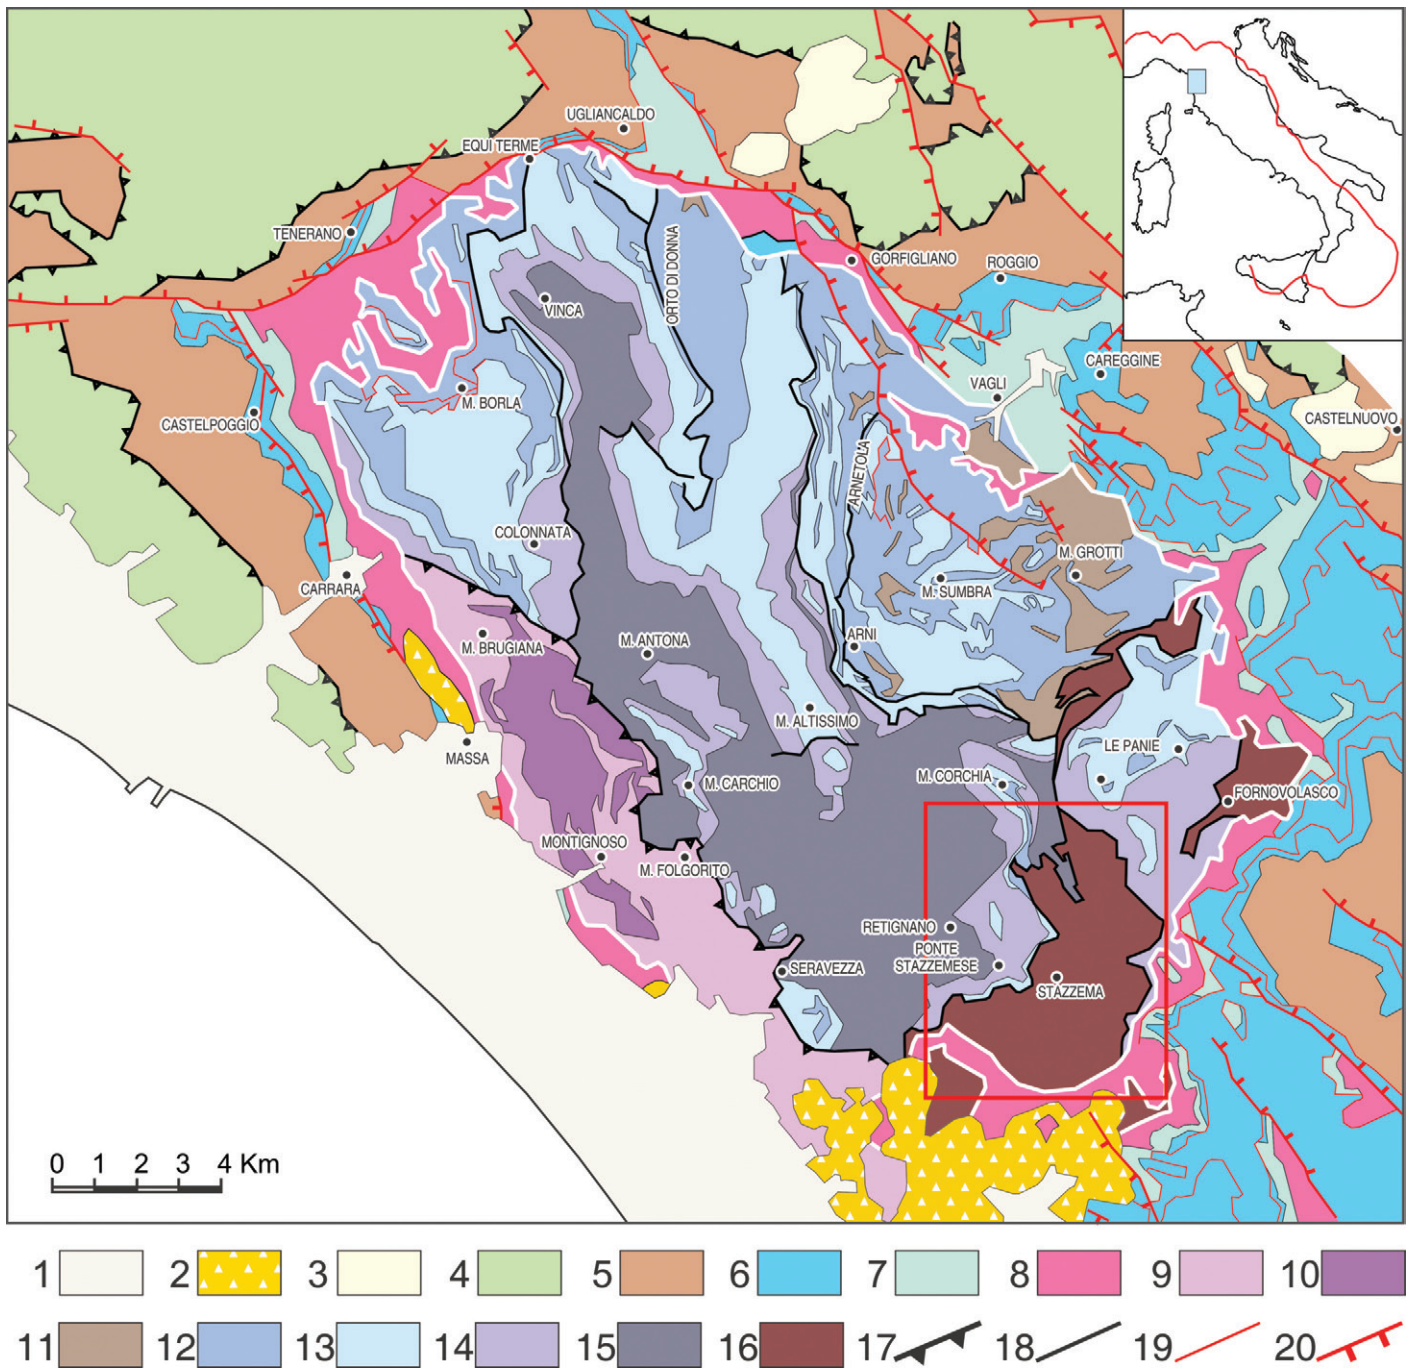 UGLIANCALDO
EQUI TERME
TENERANO
ORTO DI DONNA
GORFIGLIANO
ROGGIO
VINCA
CAREGGINE
VAGLI
M. BORLA
CASTELPOGGIO
CASTELNUOVO
ARNETOLA
COLONNATA
M. GROTTI
CARRARA
M. SUMBRA
M. BRUGIANA
M. ANTONA
ARNI
M. ALTISSIMO
LE PANIE
MASSA
M. CARCHIO
M. CORCHIA
FORNOVOLASCO
MONTIGNOSO
M. FOLGORITO
RETIGNANO
PONTE
STAZZEMESE
SERAVEZZA
STAZZEMA
0 1 2 3 4 Km
1 2 3 4 5 6 7 8 9 10
11 12 13 14 15 16 17 18 19 20